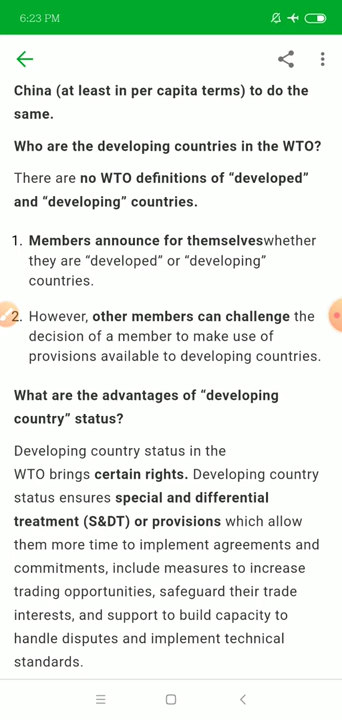 6:23 PM
China (at least in per capita terms) to do the
same.
Who are the developing countries in the WTO?
There are no WTO definitions of “developed”
and “developing” countries.
1. Members announce for themselveswhether
they are “developed” or “developing”
countries.
2. However, other members can challenge the
decision of a member to make use of
provisions available to developing countries.
What are the advantages of “developing
country” status?
Developing country status in the
WTO brings certain rights. Developing country
status ensures special and differential
treatment (S&DT) or provisions which allow
them more time to implement agreements and
commitments, include measures to increase
trading opportunities, safeguard their trade
interests, and support to build capacity to
handle disputes and implement technical
standards.